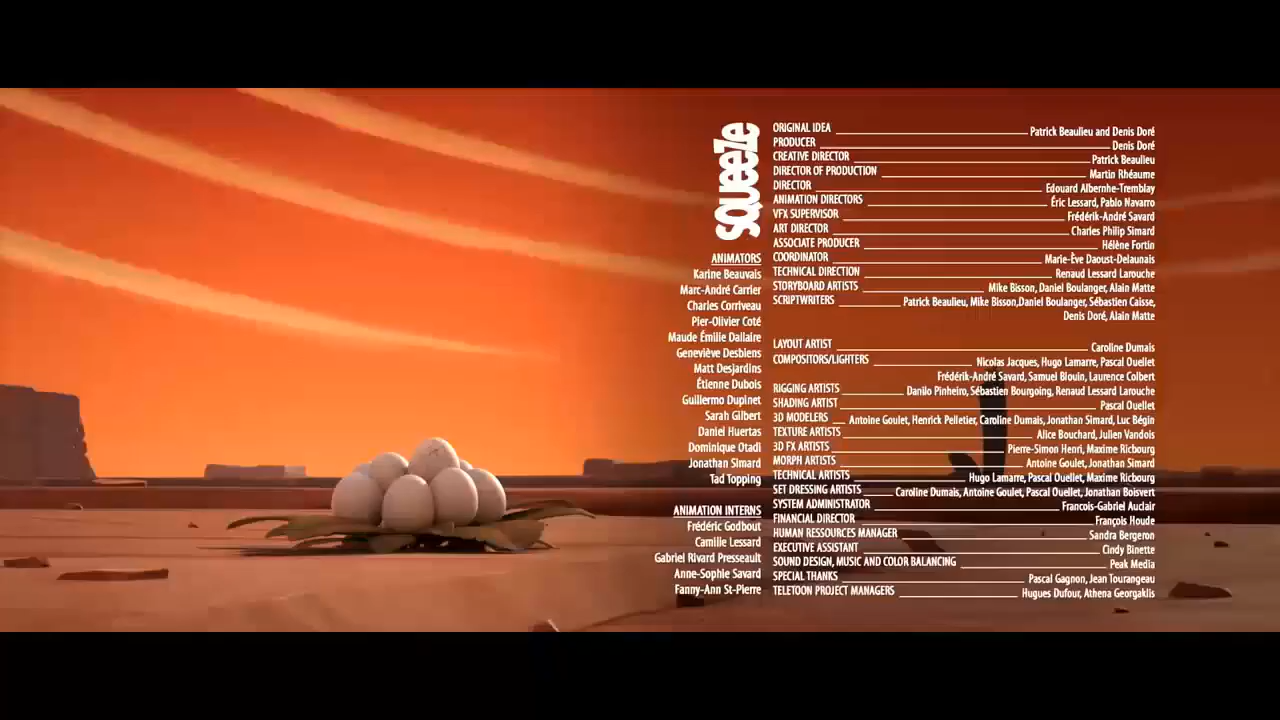 squeeze
ORIGINAL IDEA Patrick Beaulieu and Denis Doré
PRODUCER Denis Doré
CREATIVE DIRECTOR Patrick Beaulieu
DIRECTOR OF PRODUCTION Martin Rhéaume
DIRECTOR Edouard Albernhe-Tremblay
ANIMATION DIRECTORS Éric Lessard, Pablo Navarro
VFX SUPERVISOR Frédérik-André Savard
ART DIRECTOR Charles Philip Simard
ASSOCIATE PRODUCER Hélène Fortin
COORDINATOR Marie-Ève Daoust-Delaunais
TECHNICAL DIRECTION Renaud Lessard Larouche
STORYBOARD ARTISTS Mike Bisson, Daniel Boulanger, Alain Matte
SCRIPTWRITERS Patrick Beaulieu, Mike Bisson,Daniel Boulanger, Sébastien Caisse,
Denis Doré, Alain Matte
LAYOUT ARTIST Caroline Dumais
COMPOSITORS/LIGHTERS Nicolas Jacques, Hugo Lamarre, Pascal Ouellet
Frédérik-André Savard, Samuel Blouin, Laurence Colbert
RIGGING ARTISTS Danilo Pinheiro, Sébastien Bourgoing, Renaud Lessard Larouche
SHADING ARTIST Pascal Ouellet
3D MODELERS Antoine Goulet, Henrick Pelletier, Caroline Dumais, Jonathan Simard, Luc Bégin
TEXTURE ARTISTS Alice Bouchard, Julien Vandois
3D FX ARTISTS Pierre-Simon Henri, Maxime Ricbourg
MORPH ARTISTS Antoine Goulet, Jonathan Simard
TECHNICAL ARTISTS Hugo Lamarre, Pascal Ouellet, Maxime Ricbourg
SET DRESSING ARTISTS Caroline Dumais, Antoine Goulet, Pascal Ouellet, Jonathan Boisvert
SYSTEM ADMINISTRATOR Francois-Gabriel Auclair
FINANCIAL DIRECTOR François Houde
HUMAN RESSOURCES MANAGER Sandra Bergeron
EXECUTIVE ASSISTANT Cindy Binette
SOUND DESIGN, MUSIC AND COLOR BALANCING Peak Media
SPECIAL THANKS Pascal Gagnon, Jean Tourangeau
TELETOON PROJECT MANAGERS Hugues Dufour, Athena Georgaklis
ANIMATORS
Karine Beauvais
Marc-André Carrier
Charles Corriveau
Pier-Olivier Coté
Maude Émilie Dallaire
Geneviève Desbiens
Matt Desjardins
Étienne Dubois
Guillermo Dupinet
Sarah Gilbert
Daniel Huertas
Dominique Otadi
Jonathan Simard
Tad Topping
ANIMATION INTERNS
Frédéric Godbout
Camille Lessard
Gabriel Rivard Presseault
Anne-Sophie Savard
Fanny-Ann St-Pierre